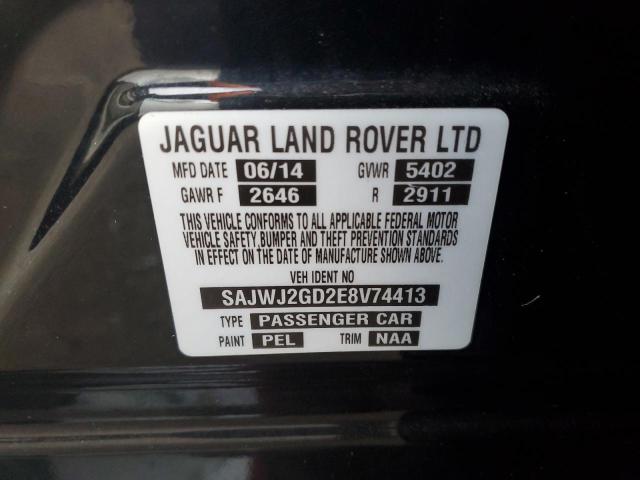 JAGUAR LAND ROVER LTD
MFD DATE 06/14 GVWR 5402
GAWR F 2646 R 2911
THIS VEHICLE CONFORMS TO ALL APPLICABLE FEDERAL MOTOR
VEHICLE SAFETY,BUMPER AND THEFT PREVENTION STANDARDS
IN EFFECT ON THE DATE OF MANUFACTURE SHOWN ABOVE.
VEH IDENT NO
SAJWJ2GD2E8V74413
TYPE PASSENGER CAR
PAINT PEL TRIM NAA